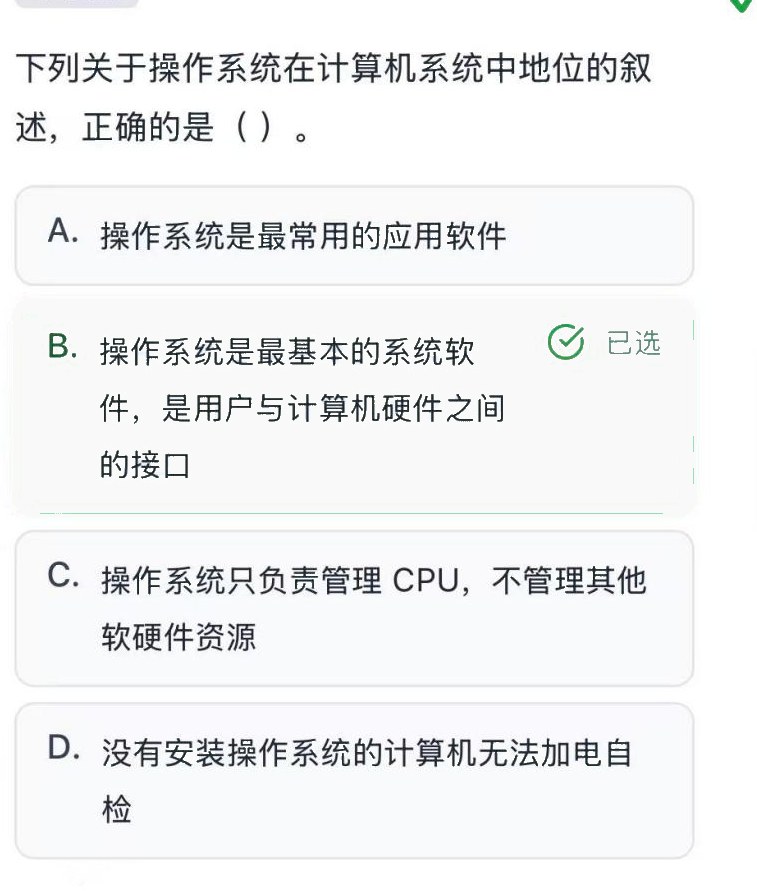 下列关于操作系统在计算机系统中地位的叙
述，正确的是（ ）。
A. 操作系统是最常用的应用软件
B. 操作系统是最基本的系统软 已选
件，是用户与计算机硬件之间
的接口
C. 操作系统只负责管理 CPU，不管理其他
软硬件资源
D. 没有安装操作系统的计算机无法加电自
检